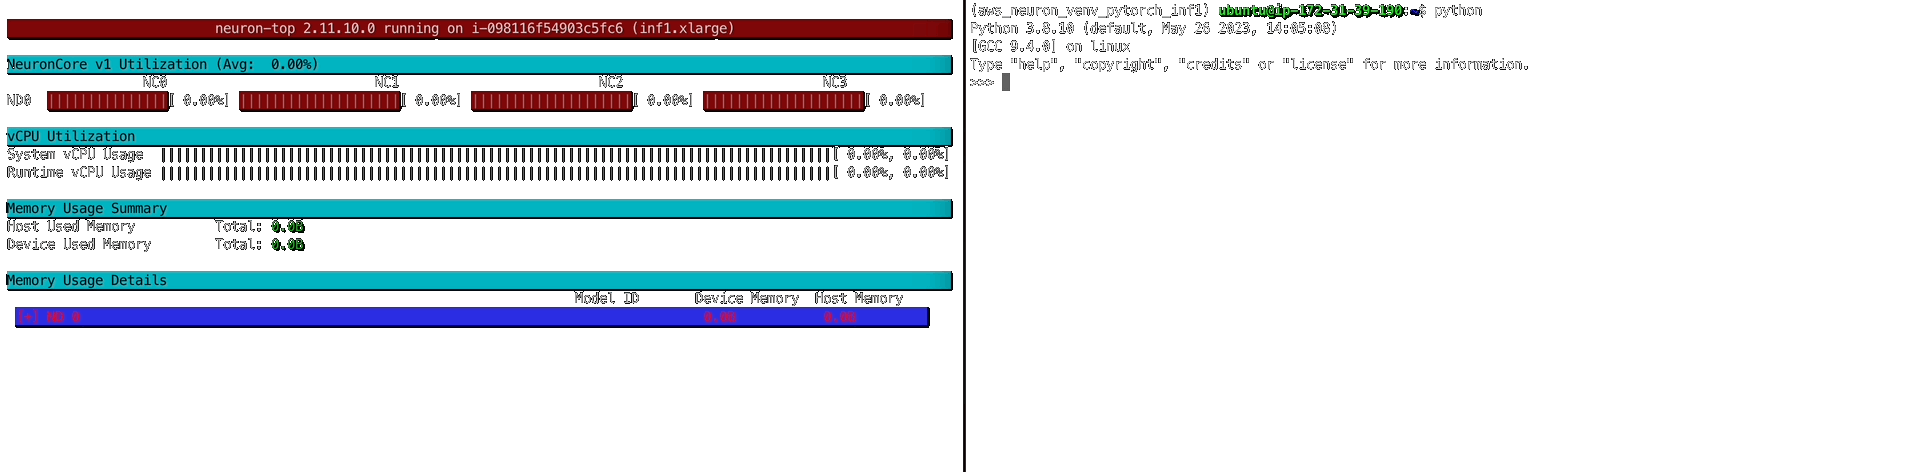 neuron-top 2.11.10.0 running on i-098116f54903c5fc6 (inf1.xlarge)
NeuronCore v1 Utilization (Avg:  0.00%)
NC0 NC1 NC2 NC3
ND0 [ 0.00%] [ 0.00%] [ 0.00%] [ 0.00%]
vCPU Utilization
System vCPU Usage [ 0.00%, 0.00%]
Runtime vCPU Usage [ 0.00%, 0.00%]
Memory Usage Summary
Host Used Memory Total: 0.0B
Device Used Memory Total: 0.0B
Memory Usage Details
Model ID Device Memory Host Memory
[+] ND 0 0.0B 0.0B
(aws_neuron_venv_pytorch_inf1) ubuntu@ip-172-31-39-190:~$ python
Python 3.8.10 (default, May 26 2023, 14:05:08)
[GCC 9.4.0] on linux
Type "help", "copyright", "credits" or "license" for more information.
>>>